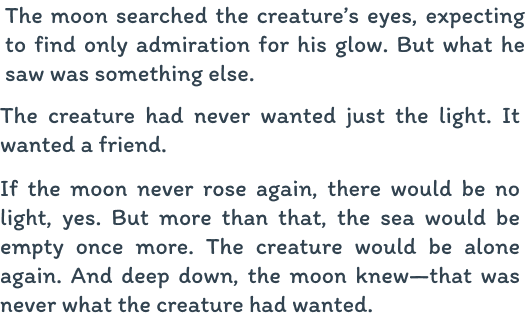 The moon searched the creature’s eyes, expecting
to find only admiration for his glow. But what he
saw was something else.
The creature had never wanted just the light. It
wanted a friend.
If the moon never rose again, there would be no
light, yes. But more than that, the sea would be
empty once more. The creature would be alone
again. And deep down, the moon knew—that was
never what the creature had wanted.